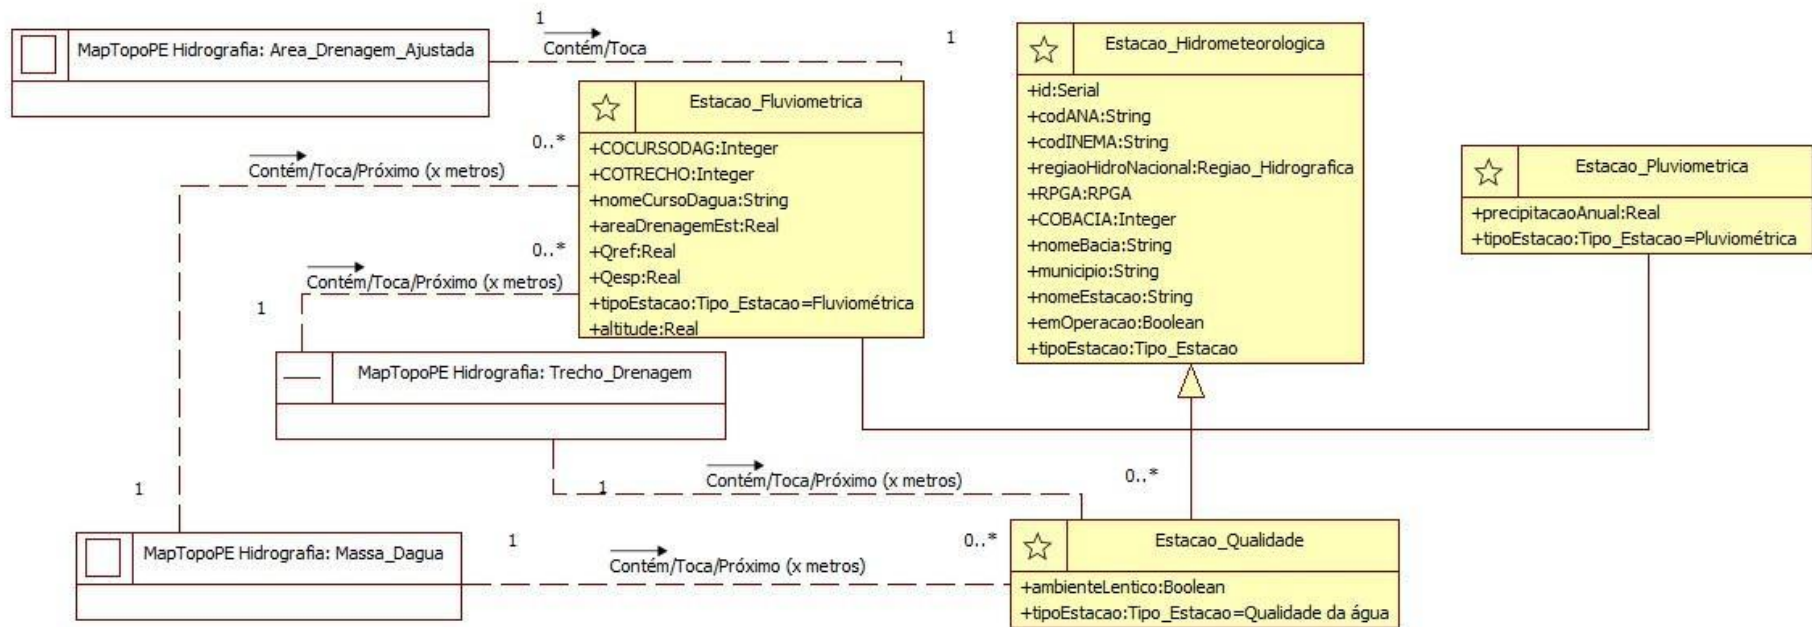 MapTopoPE Hidrografia: Area_Drenagem_Ajustada
1
Contém/Toca
Estacao_Fluviometrica
+COCURSODAG:Integer
+COTRECHO:Integer
+nomeCursoDagua:String
+areaDrenagemEst:Real
+Qref:Real
+Qesp:Real
+tipoEstacao:Tipo_Estacao=Fluviométrica
+altitude:Real
0..*
Contém/Toca/Próximo (x metros)
0..*
Contém/Toca/Próximo (x metros)
1
MapTopoPE Hidrografia: Trecho_Drenagem
1
Estacao_Hidrometeorologica
+id:Serial
+codANA:String
+codINEMA:String
+regiaoHidroNacional:Regiao_Hidrografica
+RPGA:RPGA
+COBACIA:Integer
+nomeBacia:String
+municipio:String
+nomeEstacao:String
+emOperacao:Boolean
+tipoEstacao:Tipo_Estacao
Estacao_Pluviometrica
+precipitacaoAnual:Real
+tipoEstacao:Tipo_Estacao=Pluviométrica
Contém/Toca/Próximo (x metros)
0..*
1
1
MapTopoPE Hidrografia: Massa_Dagua
1
0..*
Contém/Toca/Próximo (x metros)
Estacao_Qualidade
+ambienteLentico:Boolean
+tipoEstacao:Tipo_Estacao=Qualidade da água